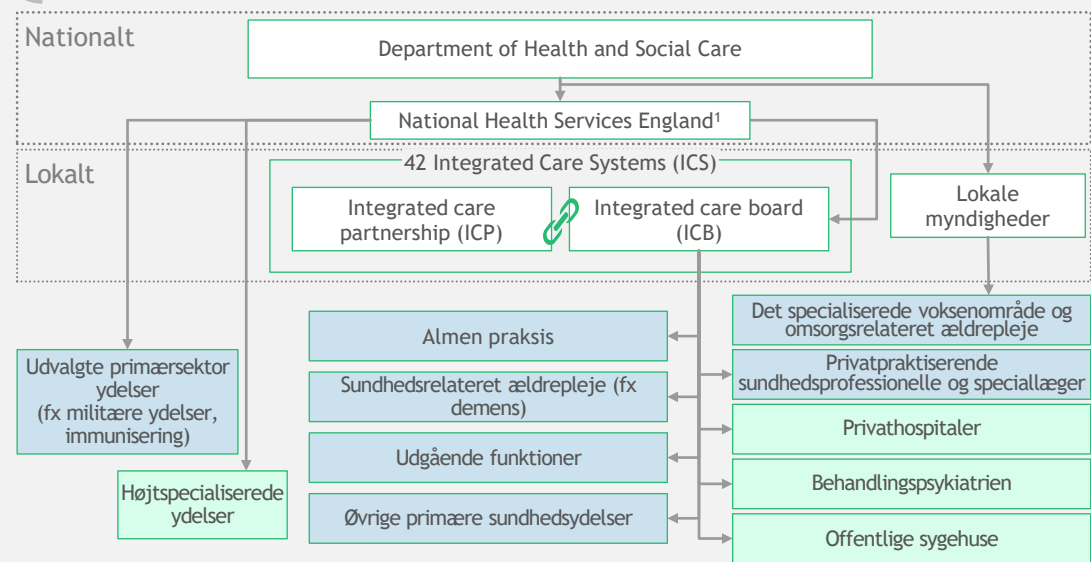 Nationalt
Department of Health and Social Care
National Health Services England¹
Lokalt
42 Integrated Care Systems (ICS)
Integrated care
partnership (ICP)
Integrated care board
(ICB)
Lokale
myndigheder
Udvalgte primærsektor
ydelser
(fx militære ydelser,
immunisering)
Højtspecialiserede
ydelser
Almen praksis
Sundhedsrelateret ældrepleje (fx
demens)
Udgående funktioner
Øvrige primære sundhedsydelser
Det specialiserede voksenområde og
omsorgsrelateret ældrepleje
Privatpraktiserende
sundhedsprofessionelle og speciallæger
Privathospitaler
Behandlingspsykiatrien
Offentlige sygehuse